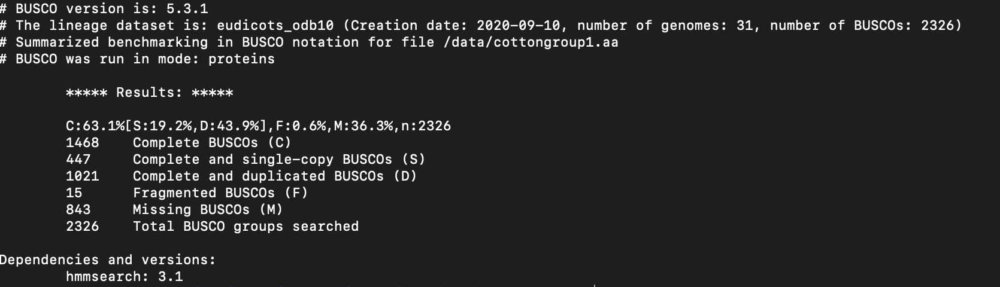 # BUSCO version is: 5.3.1
# The lineage dataset is: eudicots_odb10 (Creation date: 2020-09-10, number of genomes: 31, number of BUSCOs: 2326)
# Summarized benchmarking in BUSCO notation for file /data/cottongroup1.aa
# BUSCO was run in mode: proteins
***** Results: *****
C:63.1%[S:19.2%,D:43.9%],F:0.6%,M:36.3%,n:2326
1468 Complete BUSCOs (C)
447 Complete and single-copy BUSCOs (S)
1021 Complete and duplicated BUSCOs (D)
15 Fragmented BUSCOs (F)
843 Missing BUSCOs (M)
2326 Total BUSCO groups searched
Dependencies and versions:
hmmsearch: 3.1